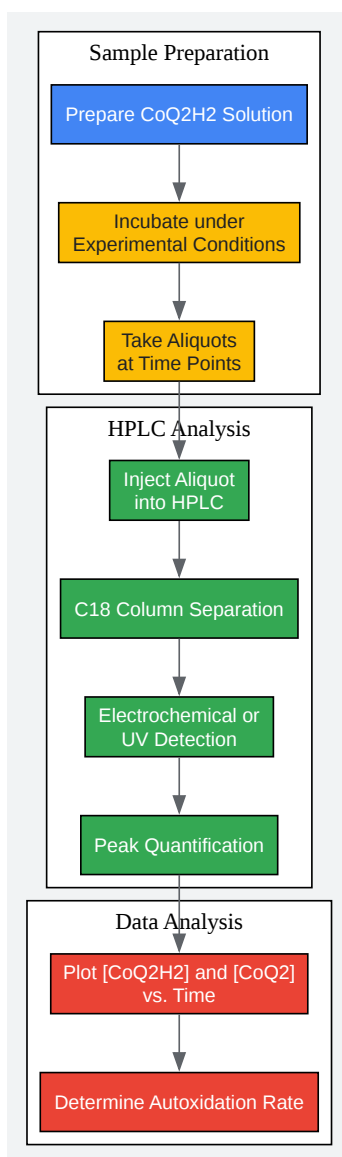 Sample Preparation
Prepare CoQ2H2 Solution
Incubate under
Experimental Conditions
Take Aliquots
at Time Points
HPLC Analysis
Inject Aliquot
into HPLC
C18 Column Separation
Electrochemical or
UV Detection
Peak Quantification
Data Analysis
Plot [CoQ2H2] and [CoQ2]
vs. Time
Determine Autoxidation Rate